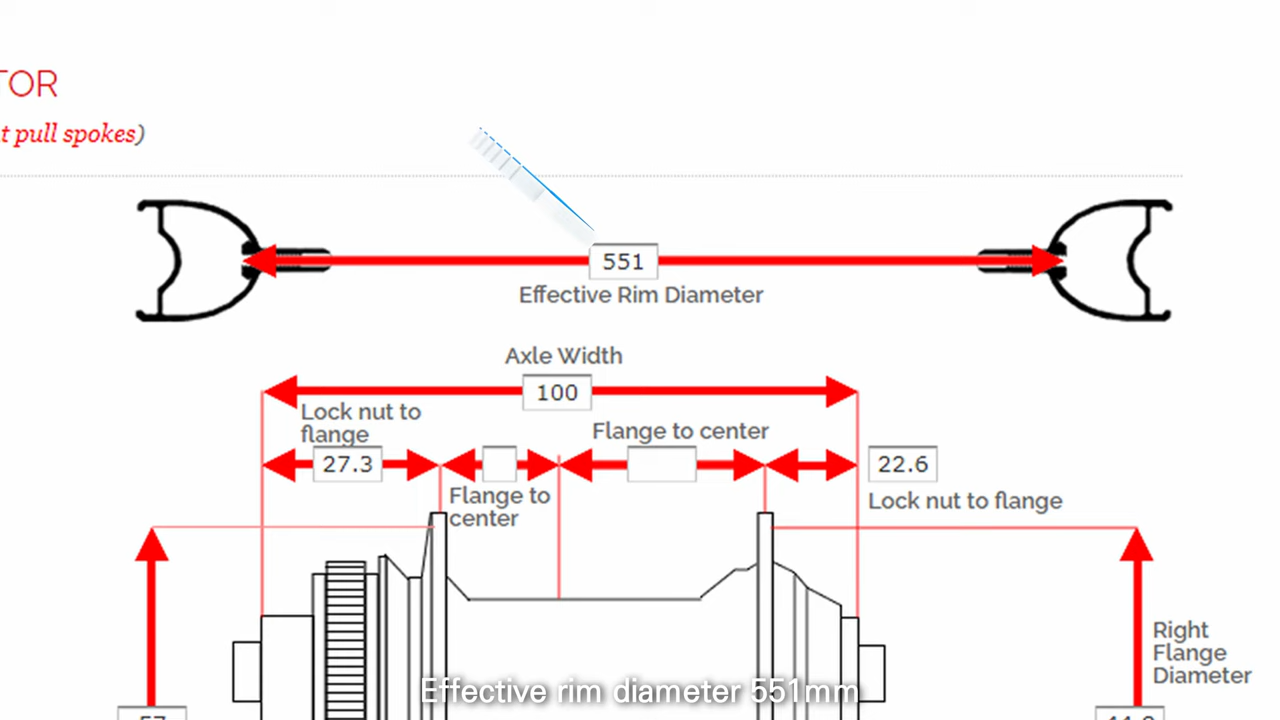 TOR
t pull spokes)
551
Effective Rim Diameter
Axle Width
100
Lock nut to
flange
27.3
Flange to center
22.6
Flange to
center
Lock nut to flange
Right
Flange
Diameter
Effective rim diameter 551mm